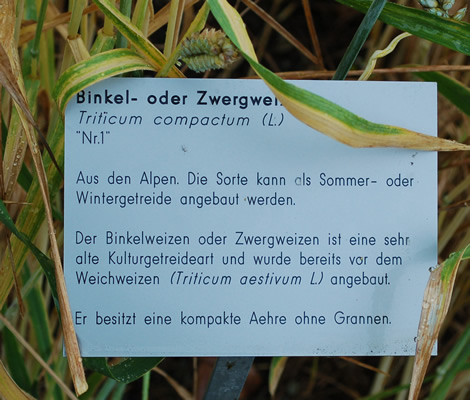 Binkel- oder Zwergwei
Triticum compactum (L.)
"Nr.1"
Aus den Alpen. Die Sorte kann als Sommer- oder
Wintergetreide angebaut werden.
Der Binkelweizen oder Zwergweizen ist eine sehr
alte Kulturgetreideart und wurde bereits vor dem
Weichweizen (Triticum aestivum L.) angebaut.
Er besitzt eine kompakte Aehre ohne Grannen.